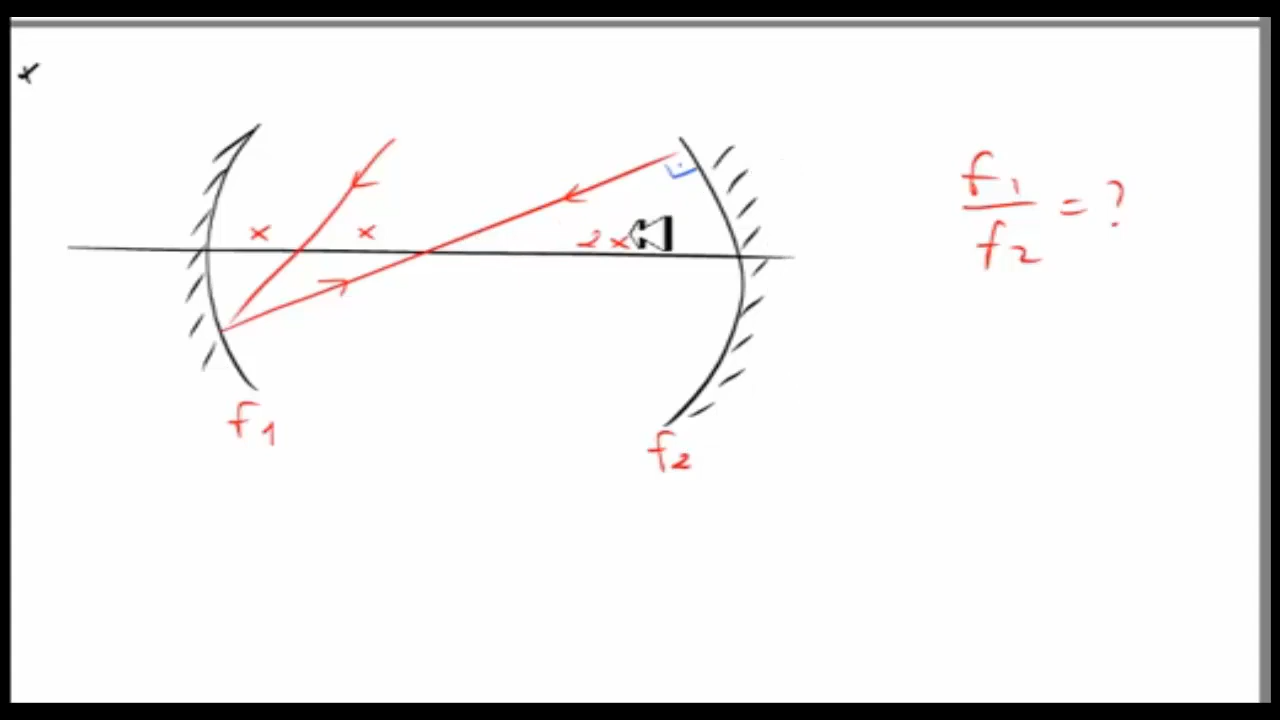 x x 2x
f1
f2
f1/f2 = ?